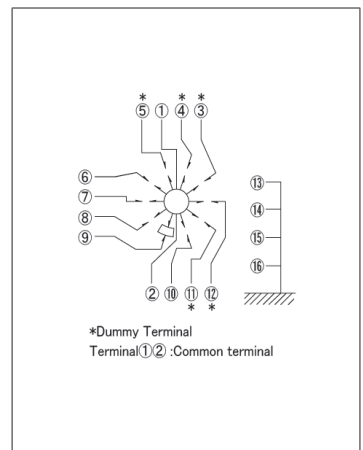 * * *
⑤ ① ④ ③
⑥
⑬
⑦
⑭
⑧
⑨
⑮
⑯
② ⑩ ⑪ ⑫
* *
*Dummy Terminal
Terminal①② :Common terminal